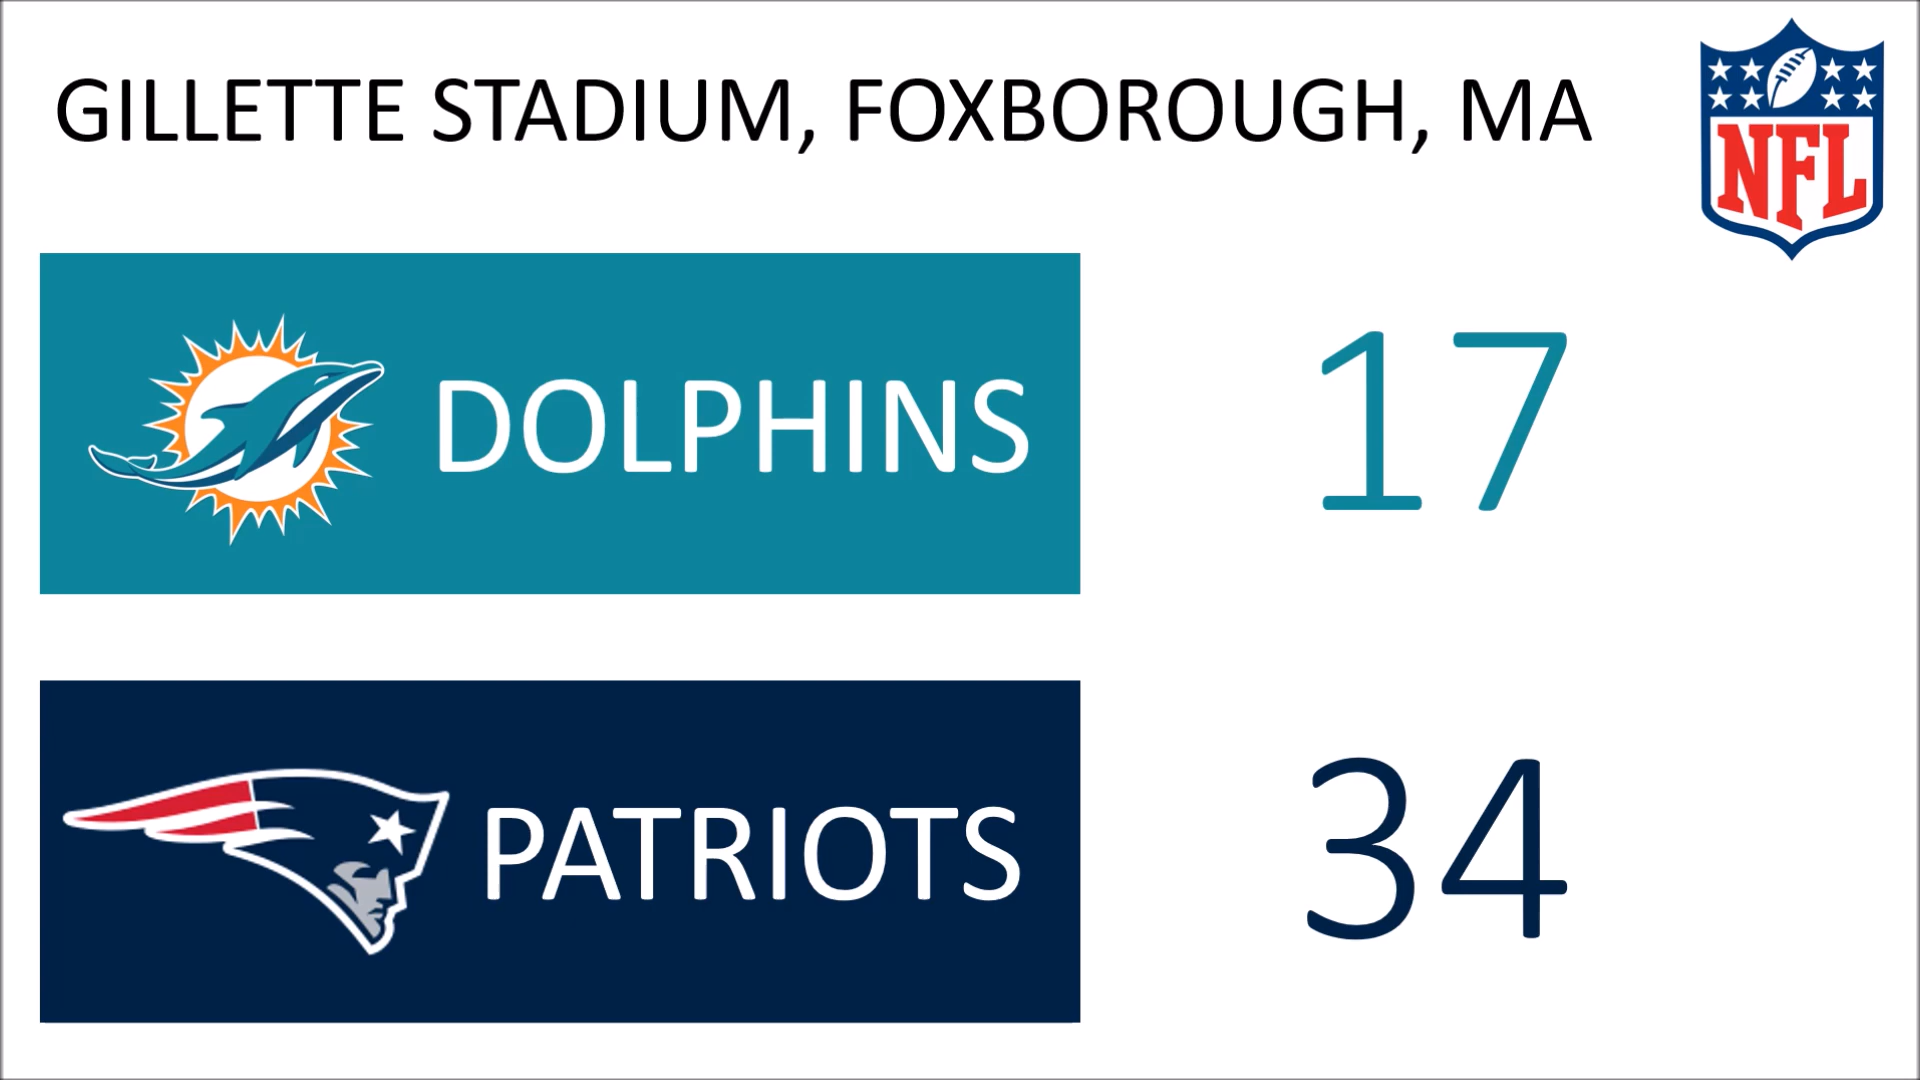 GILLETTE STADIUM, FOXBOROUGH, MA
NFL
DOLPHINS
17
PATRIOTS
34